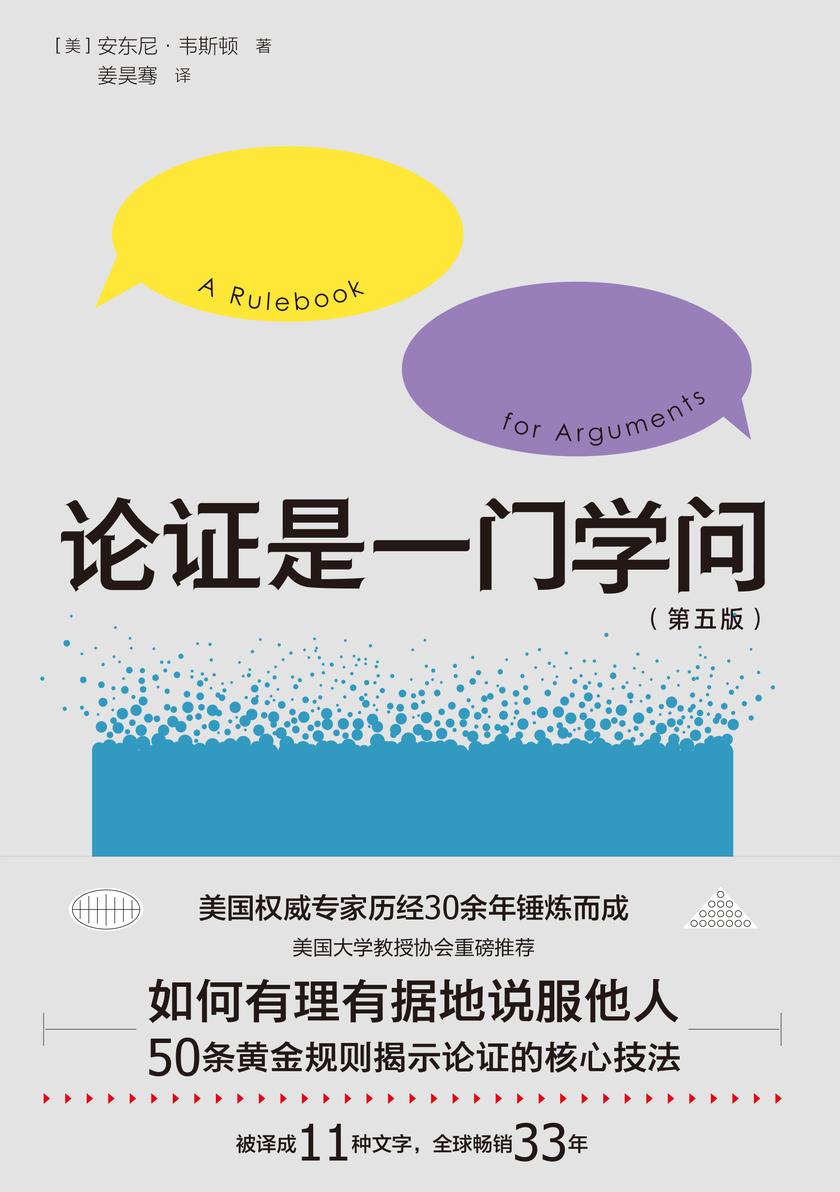 [美] 安东尼·韦斯顿 著
姜昊骞 译
A Rulebook
for Arguments
论证是一门学问
（第五版）
美国权威专家历经30余年锤炼而成
美国大学教授协会重磅推荐
如何有理有据地说服他人
50条黄金规则揭示论证的核心技法
被译成11种文字，全球畅销33年